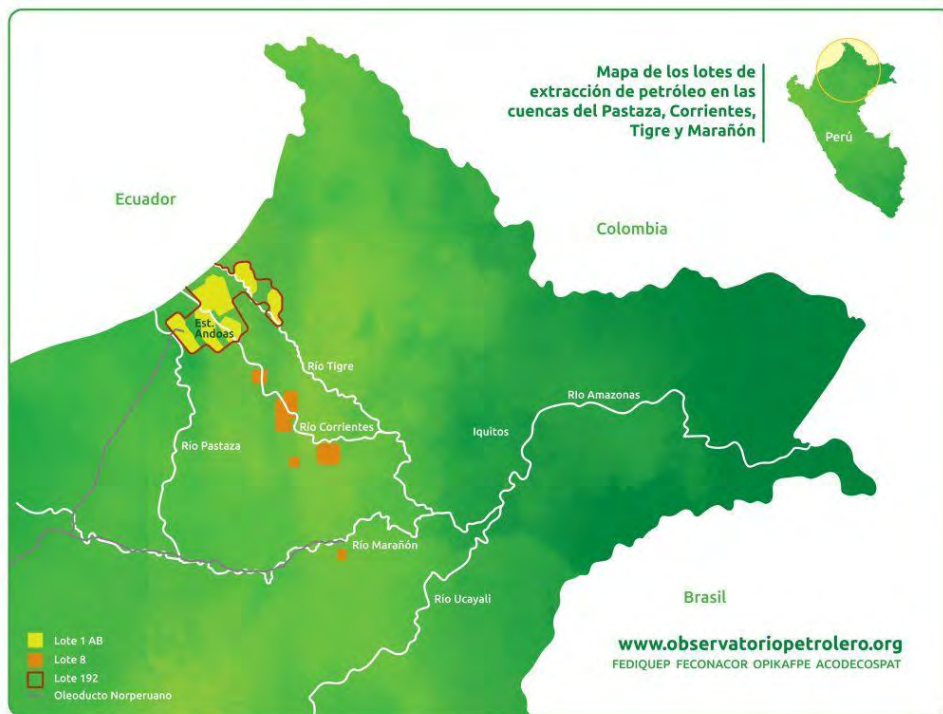 Mapa de los lotes de
extracción de petróleo en las
cuencas del Pastaza, Corrientes,
Tigre y Marañón
Perú
Ecuador
Colombia
Est.
Andoas
Río Tigre
Río Amazonas
Río Corrientes
Iquitos
Río Pastaza
Río Marañón
Río Ucayali
Brasil
Lote 1 AB
Lote 8
Lote 192
Oleoducto Norperuano
www.observatoriopetrolero.org
FEDIQUEP FECONACOR OPIKAFPE ACODECOSPAT